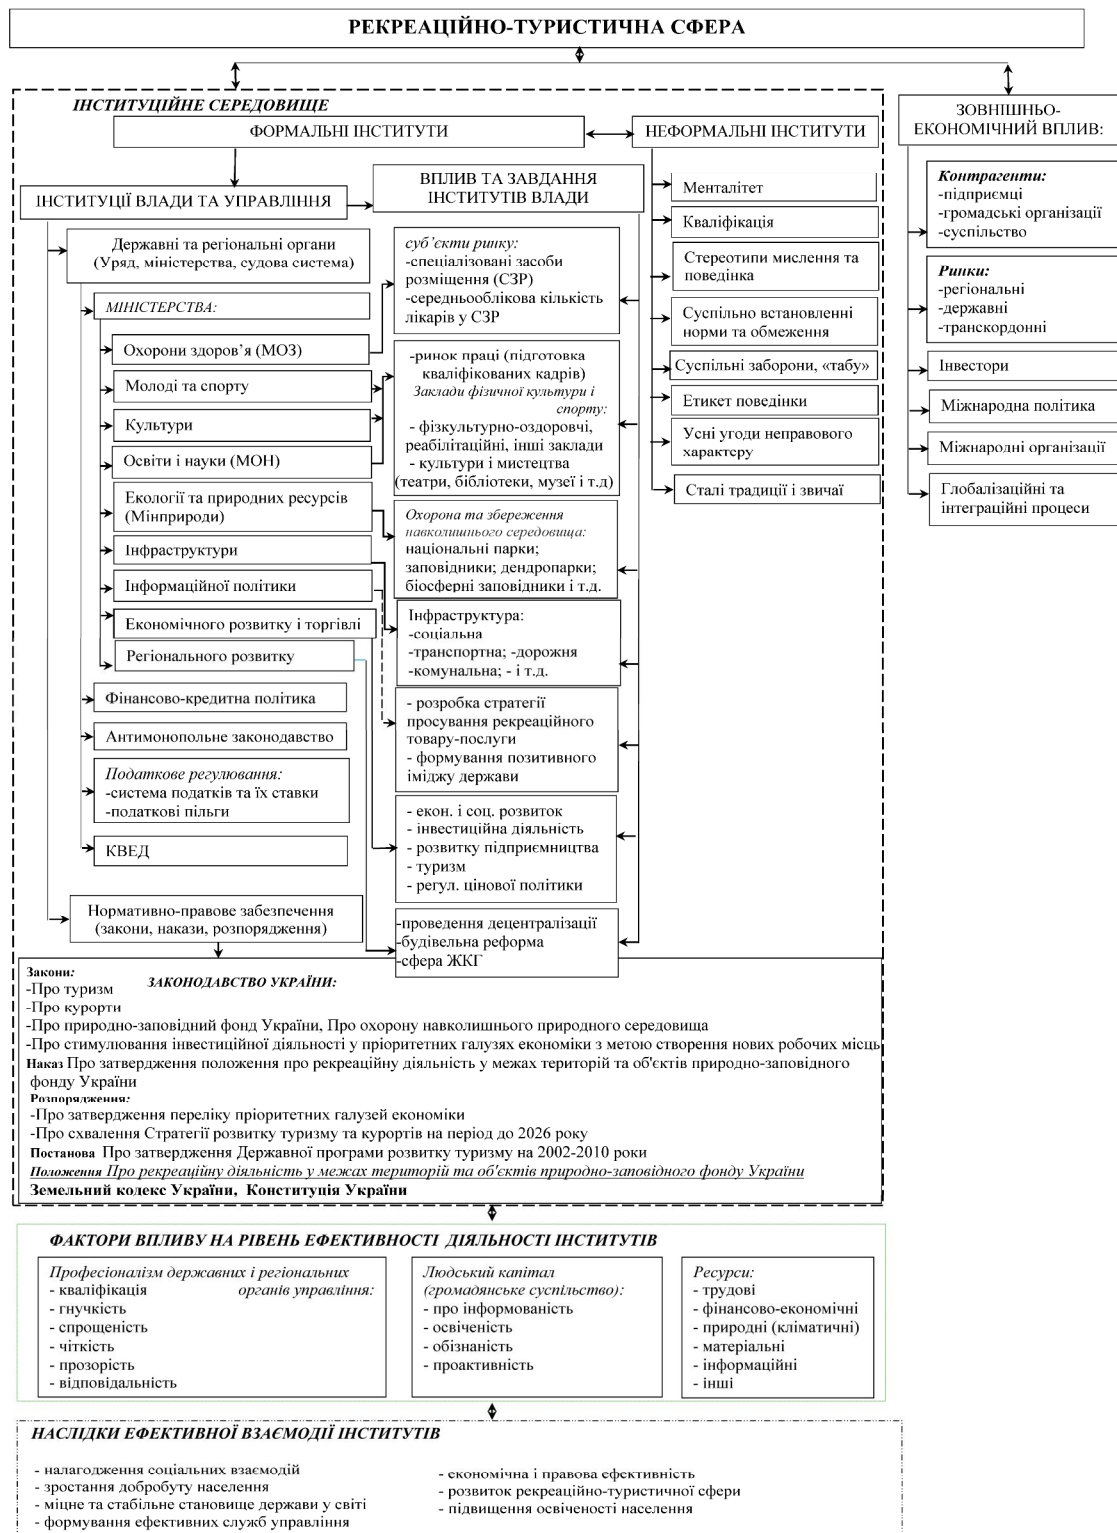 РЕКРЕАЦІЙНО-ТУРИСТИЧНА СФЕРА
ІНСТИТУЦІЙНЕ СЕРЕДОВИЩЕ
ФОРМАЛЬНІ ІНСТИТУТИ
НЕФОРМАЛЬНІ ІНСТИТУТИ
ЗОВНІШНЬО-
ЕКОНОМІЧНИЙ ВПЛИВ:
ІНСТИТУЦІЇ ВЛАДИ ТА УПРАВЛІННЯ
Державні та регіональні органи
(Уряд, міністерства, судова система)
МІНІСТЕРСТВА:
Охорони здоров’я (МОЗ)
Молоді та спорту
Культури
Освіти і науки (МОН)
Екології та природних ресурсів
(Мінприроди)
Інфраструктури
Інформаційної політики
Економічного розвитку і торгівлі
Регіонального розвитку
Фінансово-кредитна політика
Антимонопольне законодавство
Податкове регулювання:
-система податків та їх ставки
-податкові пільги
КВЕД
Нормативно-правове забезпечення
(закони, накази, розпорядження)
ВПЛИВ ТА ЗАВДАННЯ
ІНСТИТУТІВ ВЛАДИ
суб’єкти ринку:
-спеціалізовані засоби
розміщення (СЗР)
-середньооблікова кількість
лікарів у СЗР
-ринок праці (підготовка
кваліфікованих кадрів)
Заклади фізичної культури і
спорту:
- фізкультурно-оздоровчі,
реабілітаційні, інші заклади
- культури і мистецтва
(театри, бібліотеки, музеї і т.д)
Охорона та збереження
навколишнього середовища:
національні парки;
заповідники; дендропарки;
біосферні заповідники і т.д.
Інфраструктура:
-соціальна
-транспортна; -дорожня
-комунальна; - і т.д.
- розробка стратегії
просування рекреаційного
товару-послуги
- формування позитивного
іміджу держави
- екон. і соц. розвиток
- інвестиційна діяльність
- розвитку підприємництва
- туризм
- регул. цінової політики
-проведення децентралізації
-будівельна реформа
-сфера ЖКГ
Менталітет
Кваліфікація
Стереотипи мислення та
поведінка
Суспільно встановленні
норми та обмеження
Суспільні заборони, «табу»
Етикет поведінки
Усні угоди неправового
характеру
Сталі традиції і звичаї
Контрагенти:
-підприємці
-громадські організації
-суспільство
Ринки:
-регіональні
-державні
-транскордонні
Інвестори
Міжнародна політика
Міжнародні організації
Глобалізаційні та
інтеграційні процеси
Закони:
ЗАКОНОДАВСТВО УКРАЇНИ:
-Про туризм
-Про курорти
-Про природно-заповідний фонд України, Про охорону навколишнього природного середовища
-Про стимулювання інвестиційної діяльності у пріоритетних галузях економіки з метою створення нових робочих місць
Наказ Про затвердження положення про рекреаційну діяльність у межах територій та об'єктів природно-заповідного
фонду України
Розпорядження:
-Про затвердження переліку пріоритетних галузей економіки
-Про схвалення Стратегії розвитку туризму та курортів на період до 2026 року
Постанова Про затвердження Державної програми розвитку туризму на 2002-2010 роки
Положення Про рекреаційну діяльність у межах територій та об'єктів природно-заповідного фонду України
Земельний кодекс України, Конституція України
ФАКТОРИ ВПЛИВУ НА РІВЕНЬ ЕФЕКТИВНОСТІ ДІЯЛЬНОСТІ ІНСТИТУТІВ
Професіоналізм державних і регіональних
органів управління:
- кваліфікація
- гнучкість
- спрощеність
- чіткість
- прозорість
- відповідальність
Людський капітал
(громадянське суспільство):
- про інформованість
- освіченість
- обізнаність
- проактивність
Ресурси:
- трудові
- фінансово-економічні
- природні (кліматичні)
- матеріальні
- інформаційні
- інші
НАСЛІДКИ ЕФЕКТИВНОЇ ВЗАЄМОДІЇ ІНСТИТУТІВ
- налагодження соціальних взаємодій
- зростання добробуту населення
- міцне та стабільне становище держави у світі
- формування ефективних служб управління
- економічна і правова ефективність
- розвиток рекреаційно-туристичної сфери
- підвищення освіченості населення